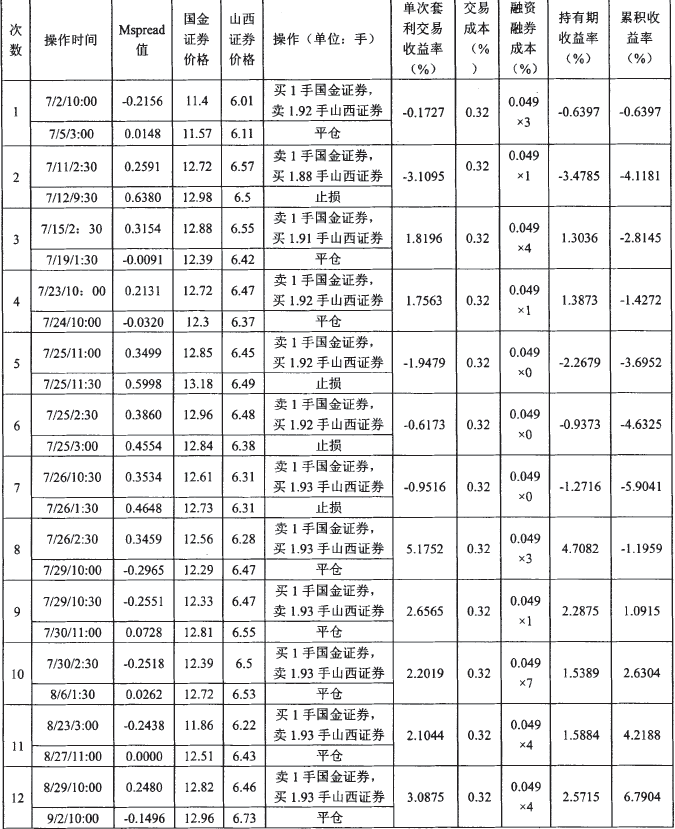 次数 操作时间 Mspread值 国金证券价格 山西证券价格 操作（单位：手） 单次套利交易收益率（%） 交易成本（%） 融资融券成本（%） 持有期收益率（%） 累积收益率（%）
1 7/2/10:00 -0.2156 11.4 6.01 买 1 手国金证券，卖 1.92 手山西证券 -0.1727 0.32 0.049×3 -0.6397 -0.6397
7/5/3:00 0.0148 11.57 6.11 平仓
2 7/11/2:30 0.2591 12.72 6.57 卖 1 手国金证券，买 1.88 手山西证券 -3.1095 0.32 0.049×1 -3.4785 -4.1181
7/12/9:30 0.6380 12.98 6.5 止损
3 7/15/2：30 0.3154 12.88 6.55 卖 1 手国金证券，买 1.91 手山西证券 1.8196 0.32 0.049×4 1.3036 -2.8145
7/19/1:30 -0.0091 12.39 6.42 平仓
4 7/23/10：00 0.2131 12.72 6.47 卖 1 手国金证券，买 1.92 手山西证券 1.7563 0.32 0.049×1 1.3873 -1.4272
7/24/10:00 -0.0320 12.3 6.37 平仓
5 7/25/11:00 0.3499 12.85 6.45 卖 1 手国金证券，买 1.92 手山西证券 -1.9479 0.32 0.049×0 -2.2679 -3.6952
7/25/11:30 0.5998 13.18 6.49 止损
6 7/25/2:30 0.3860 12.96 6.48 卖 1 手国金证券，买 1.92 手山西证券 -0.6173 0.32 0.049×0 -0.9373 -4.6325
7/25/3:00 0.4554 12.84 6.38 止损
7 7/26/10:30 0.3534 12.61 6.31 卖 1 手国金证券，买 1.93 手山西证券 -0.9516 0.32 0.049×0 -1.2716 -5.9041
7/26/1:30 0.4648 12.73 6.31 止损
8 7/26/2:30 0.3459 12.56 6.28 卖 1 手国金证券，买 1.93 手山西证券 5.1752 0.32 0.049×3 4.7082 -1.1959
7/29/10:00 -0.2965 12.29 6.47 平仓
9 7/29/10:30 -0.2551 12.33 6.47 买 1 手国金证券，卖 1.93 手山西证券 2.6565 0.32 0.049×1 2.2875 1.0915
7/30/11:00 0.0728 12.81 6.55 平仓
10 7/30/2:30 -0.2518 12.39 6.5 买 1 手国金证券，卖 1.93 手山西证券 2.2019 0.32 0.049×7 1.5389 2.6304
8/6/1:30 0.0262 12.72 6.53 平仓
11 8/23/3:00 -0.2438 11.86 6.22 买 1 手国金证券，卖 1.93 手山西证券 2.1044 0.32 0.049×4 1.5884 4.2188
8/27/11:00 0.0000 12.51 6.43 平仓
12 8/29/10:00 0.2480 12.82 6.46 卖 1 手国金证券，买 1.93 手山西证券 3.0875 0.32 0.049×4 2.5715 6.7904
9/2/10:00 -0.1496 12.96 6.73 平仓